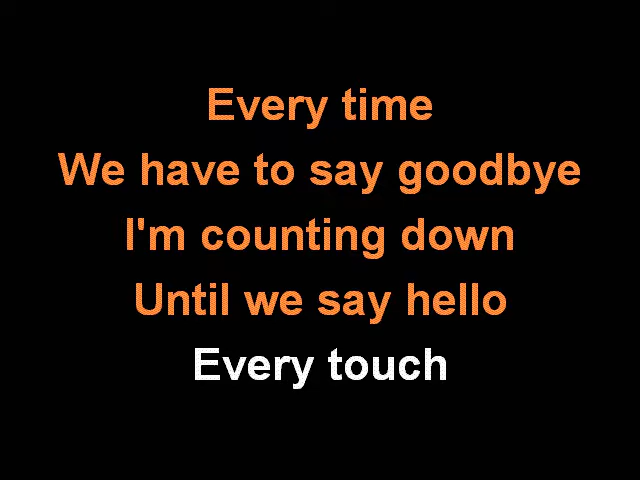 Every time
We have to say goodbye
I'm counting down
Until we say hello
Every touch